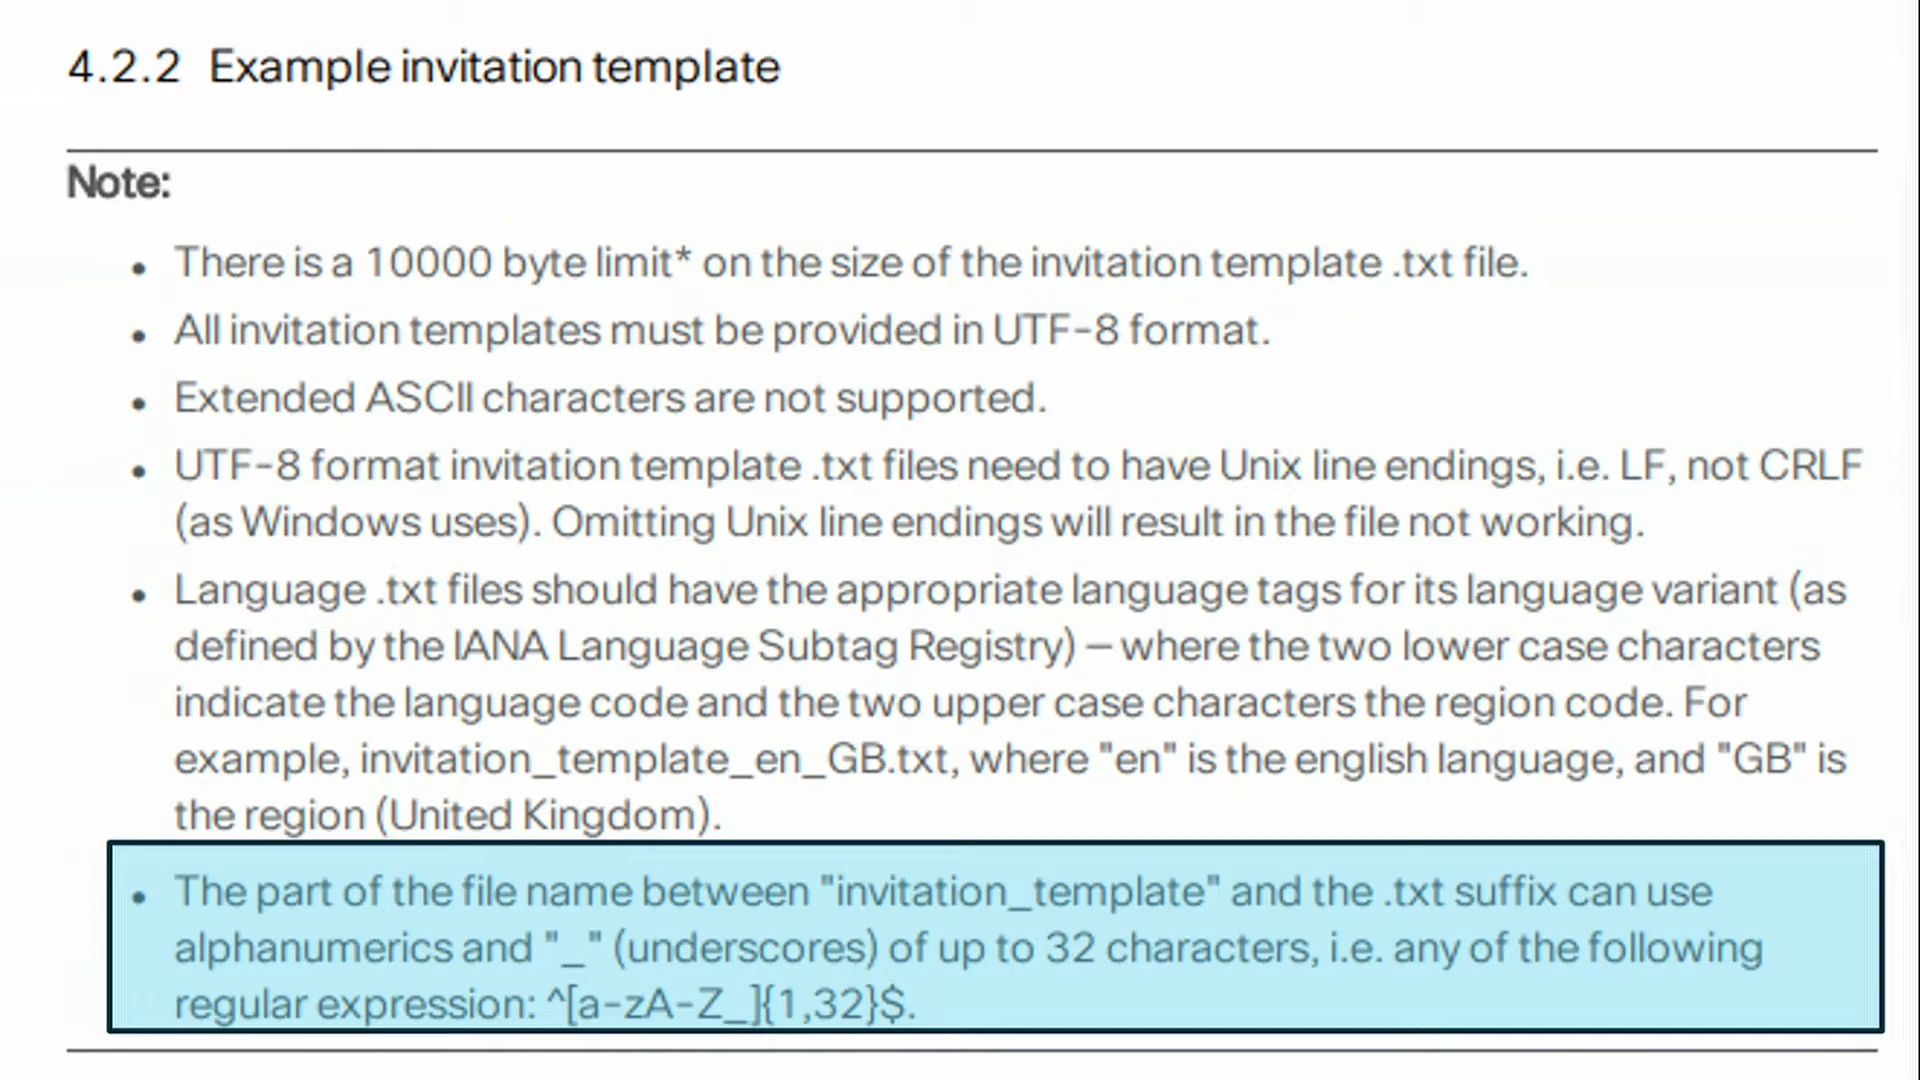 4.2.2 Example invitation template
Note:
• There is a 10000 byte limit* on the size of the invitation template .txt file.
• All invitation templates must be provided in UTF-8 format.
• Extended ASCII characters are not supported.
• UTF-8 format invitation template .txt files need to have Unix line endings, i.e. LF, not CRLF
(as Windows uses). Omitting Unix line endings will result in the file not working.
• Language .txt files should have the appropriate language tags for its language variant (as
defined by the IANA Language Subtag Registry) – where the two lower case characters
indicate the language code and the two upper case characters the region code. For
example, invitation_template_en_GB.txt, where "en" is the english language, and "GB" is
the region (United Kingdom).
• The part of the file name between "invitation_template" and the .txt suffix can use
alphanumerics and "_" (underscores) of up to 32 characters, i.e. any of the following
regular expression: ^[a-zA-Z_]{1,32}$.